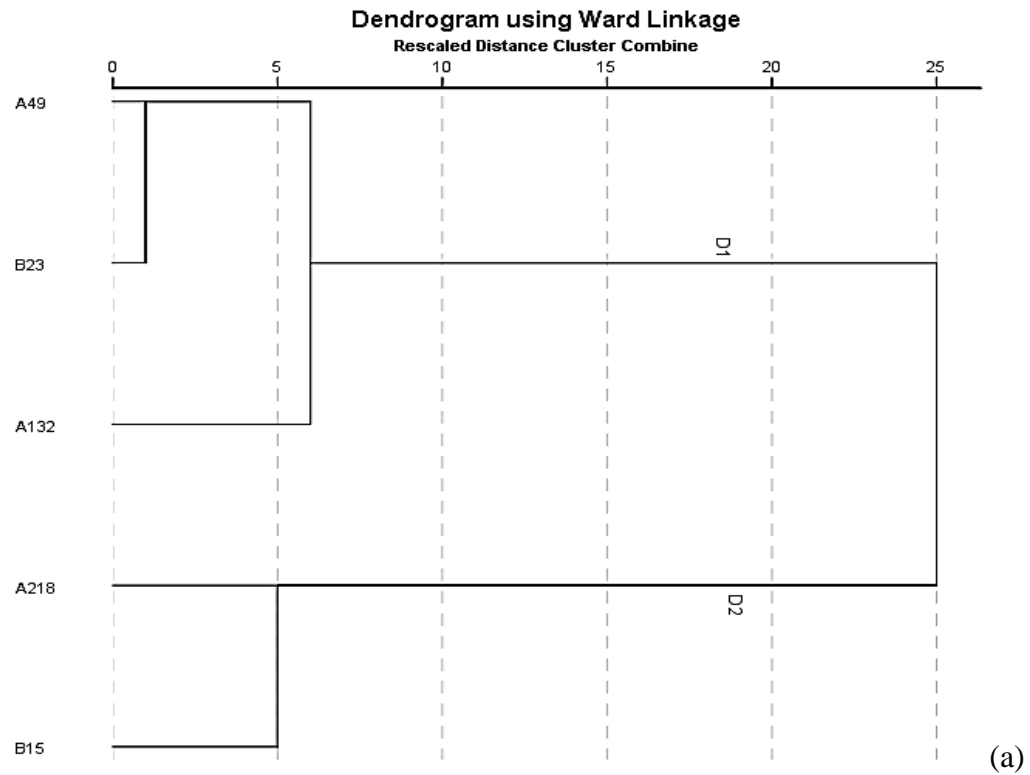 Dendrogram using Ward Linkage
Rescaled Distance Cluster Combine
0 5 10 15 20 25
A49
B23
D1
A132
A218
D2
B15
(a)